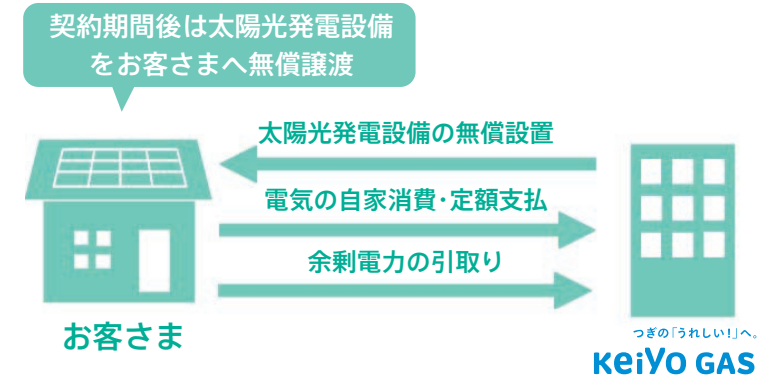 契約期間後は太陽光発電設備
をお客さまへ無償譲渡
太陽光発電設備の無償設置
電気の自家消費・定額支払
余剰電力の引取り
お客さま
つぎの「うれしい!」へ。
KeiYO GAS